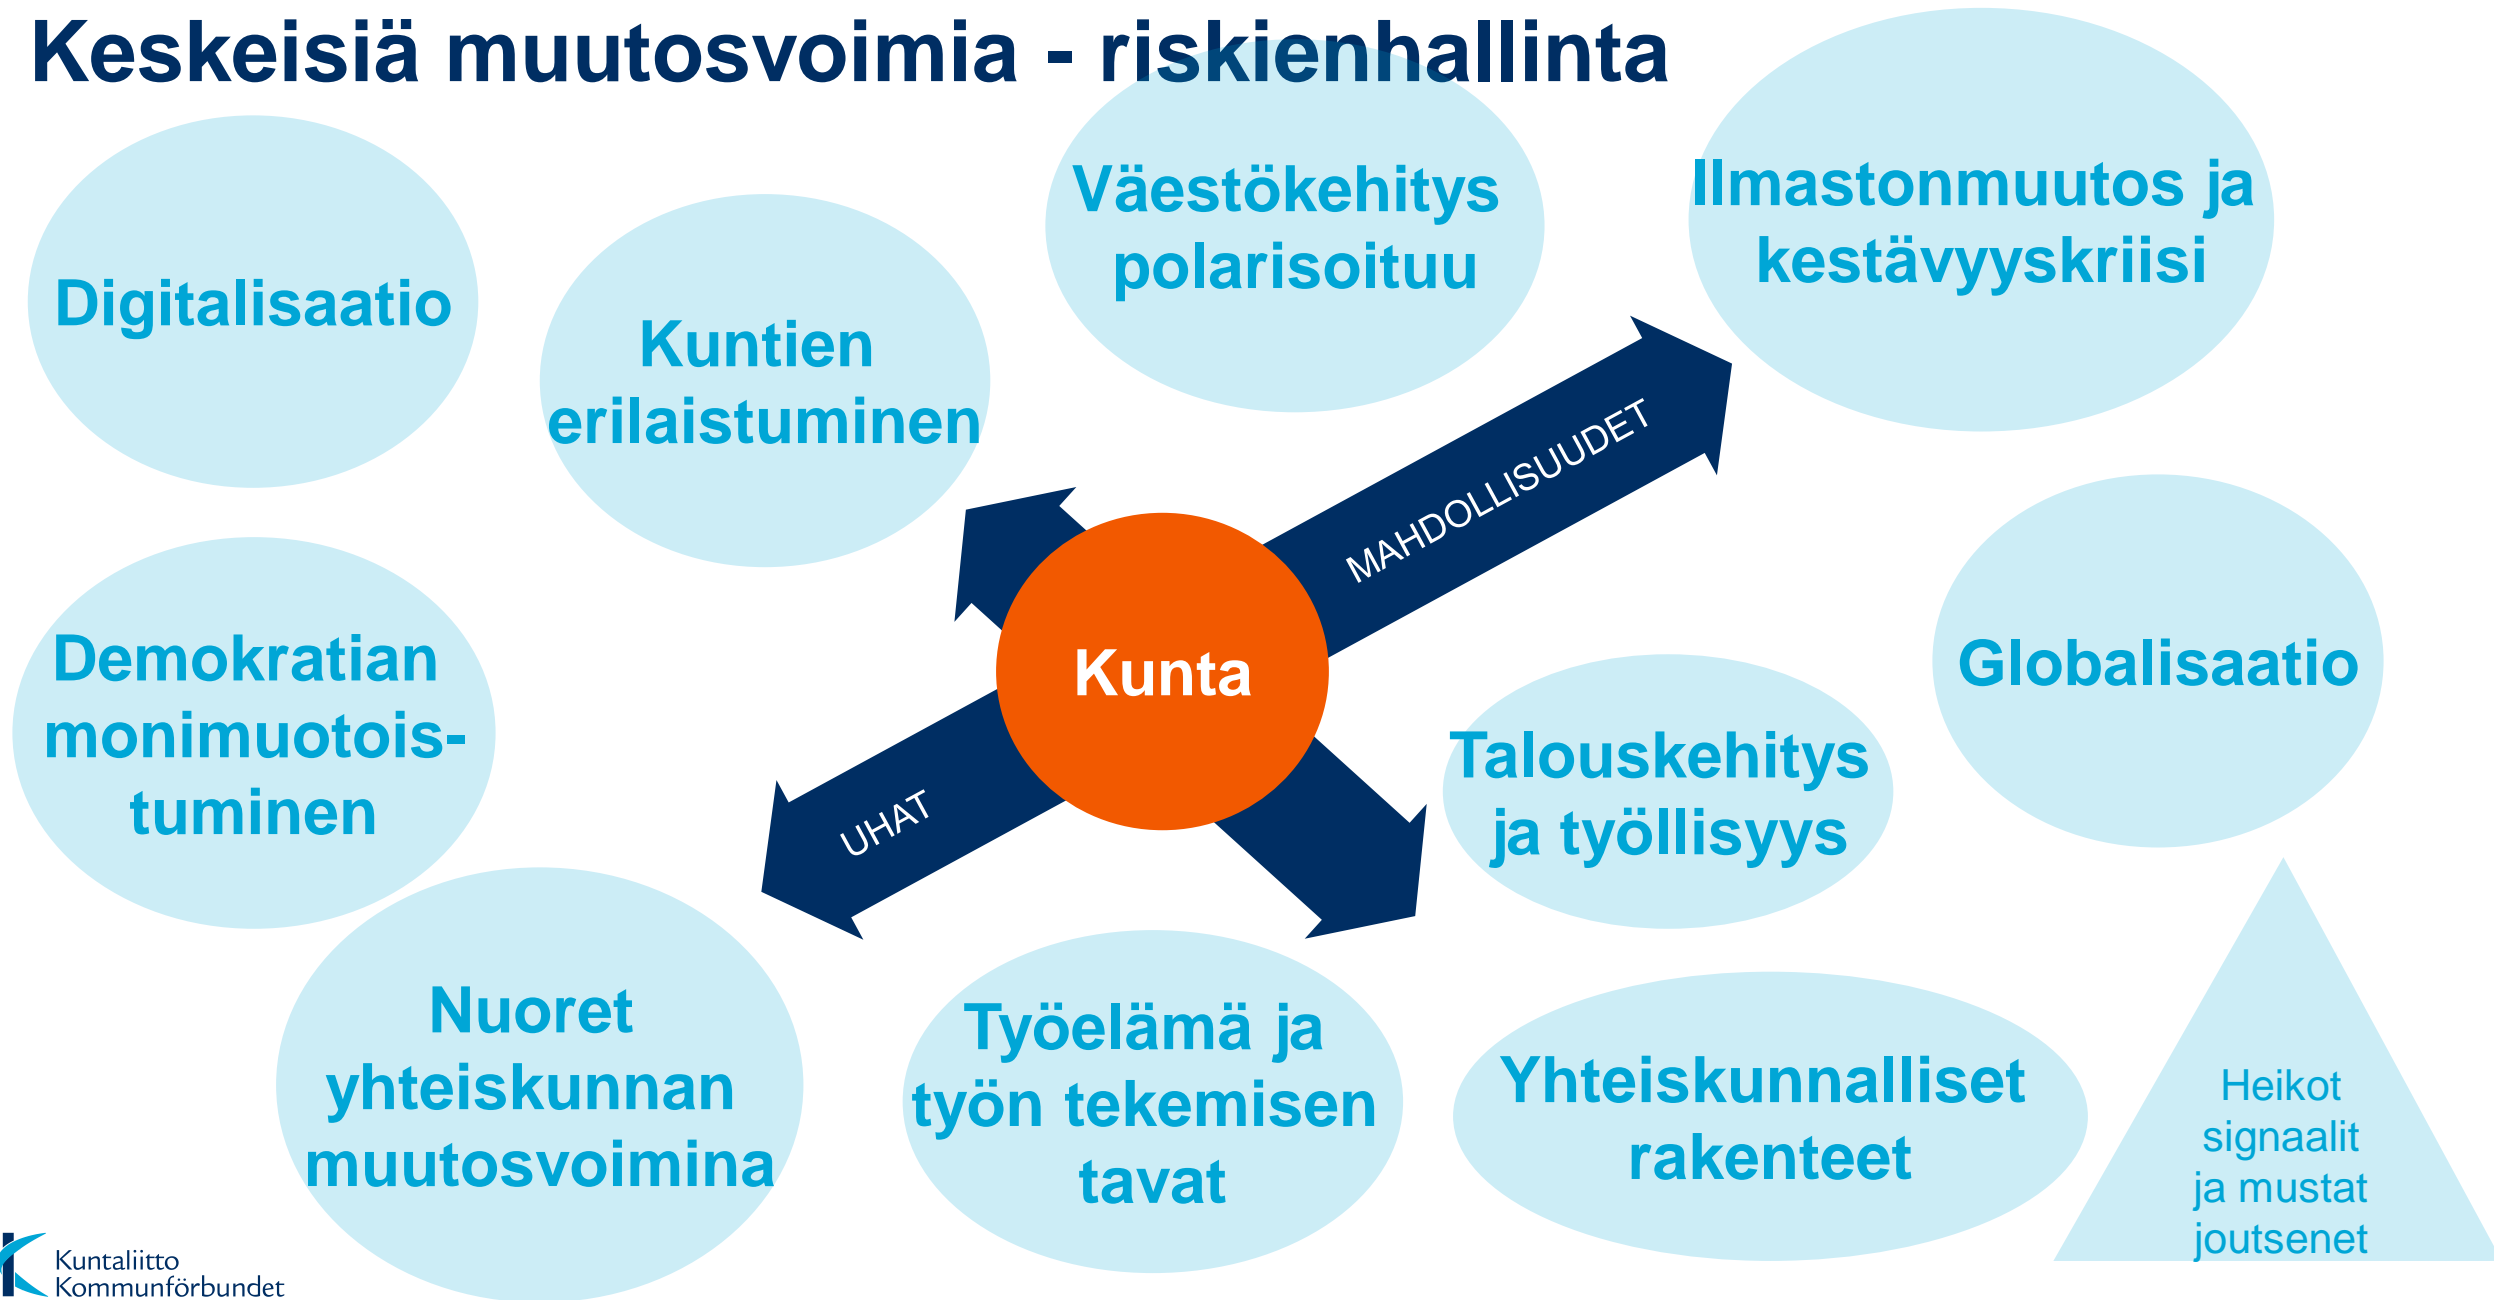 Keskeisiä muutosvoimia - riskienhallinta
Digitalisaatio
Kuntien
erilaistuminen
Väestökehitys
polarisoituu
Ilmastonmuutos ja
kestävyyskriisi
MAHDOLLISUUDET
Kunta
UHAT
Demokratian
monimuotois-
tuminen
Globalisaatio
Talouskehitys
ja työllisyys
Nuoret
yhteiskunnan
muutosvoimina
Työelämä ja
työn tekemisen
tavat
Yhteiskunnalliset
rakenteet
Heikot
signaalit
ja mustat
joutsenet
Kuntaliitto
Kommunförbundet